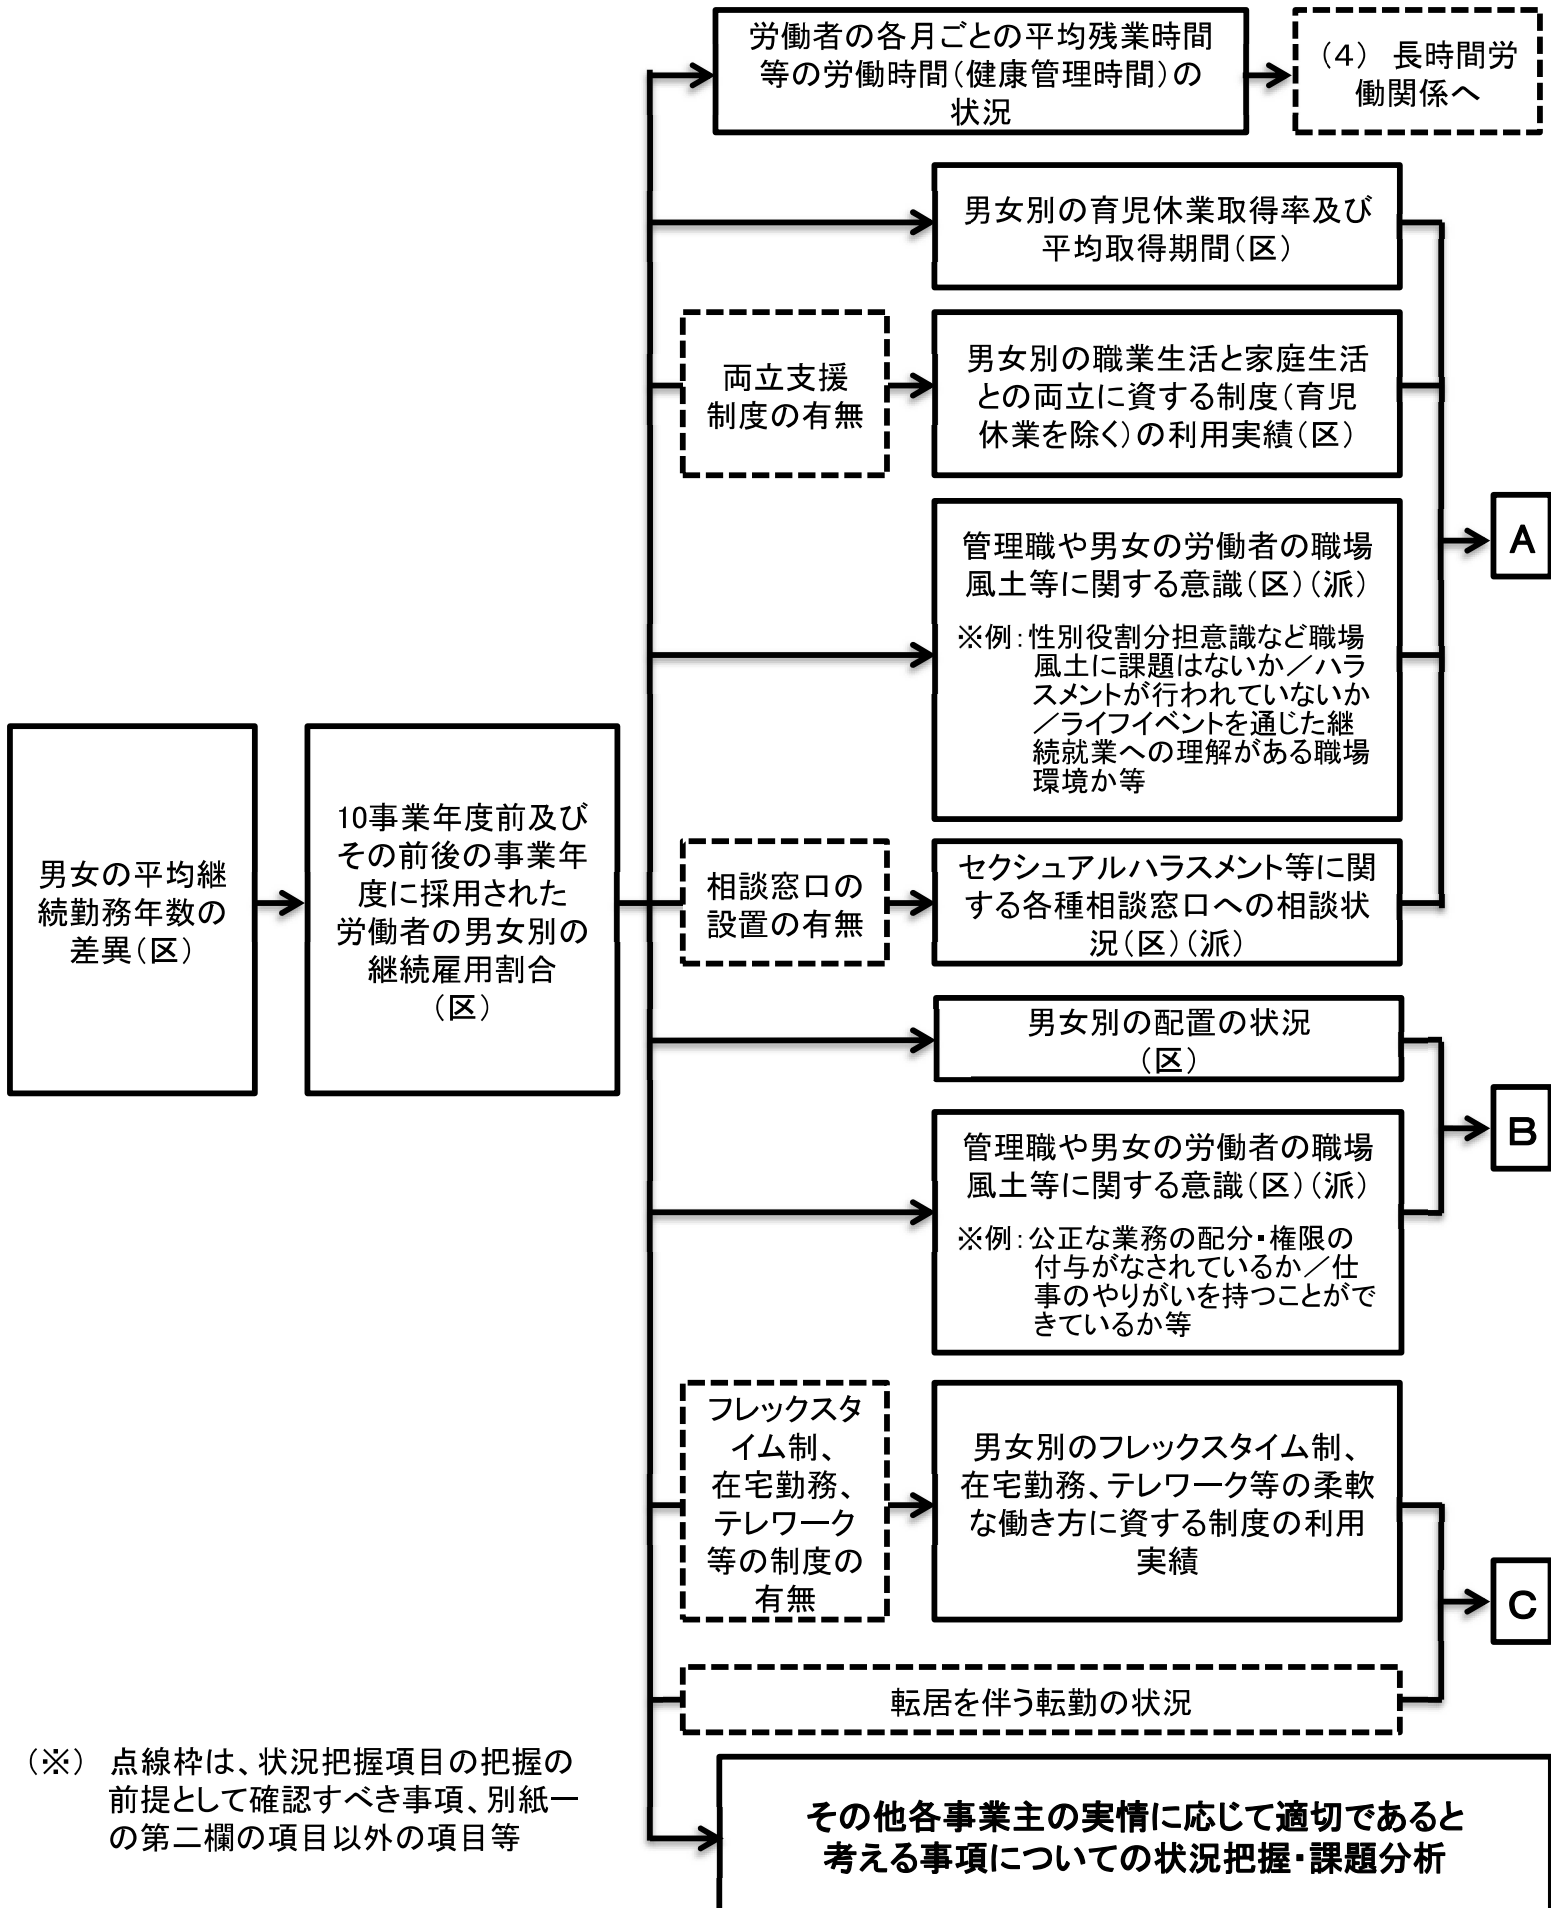 労働者の各月ごとの平均残業時間
等の労働時間（健康管理時間）の
状況
（４） 長時間労
働関係へ
男女別の育児休業取得率及び
平均取得期間（区）
両立支援
制度の有無
男女別の職業生活と家庭生活
との両立に資する制度（育児
休業を除く）の利用実績（区）
管理職や男女の労働者の職場
風土等に関する意識（区）（派）
※例：性別役割分担意識など職場
風土に課題はないか／ハラ
スメントが行われていないか
／ライフイベントを通じた継
続就業への理解がある職場
環境か等
A
男女の平均継
続勤務年数の
差異（区）
10事業年度前及び
その前後の事業年
度に採用された
労働者の男女別の
継続雇用割合
（区）
相談窓口の
設置の有無
セクシュアルハラスメント等に関
する各種相談窓口への相談状
況（区）（派）
男女別の配置の状況
（区）
管理職や男女の労働者の職場
風土等に関する意識（区）（派）
※例：公正な業務の配分・権限の
付与がなされているか／仕
事のやりがいを持つことがで
きているか等
B
フレックスタ
イム制、
在宅勤務、
テレワーク
等の制度の
有無
男女別のフレックスタイム制、
在宅勤務、テレワーク等の柔軟
な働き方に資する制度の利用
実績
C
転居を伴う転勤の状況
（※） 点線枠は、状況把握項目の把握の
前提として確認すべき事項、別紙一
の第二欄の項目以外の項目等
その他各事業主の実情に応じて適切であると
考える事項についての状況把握・課題分析